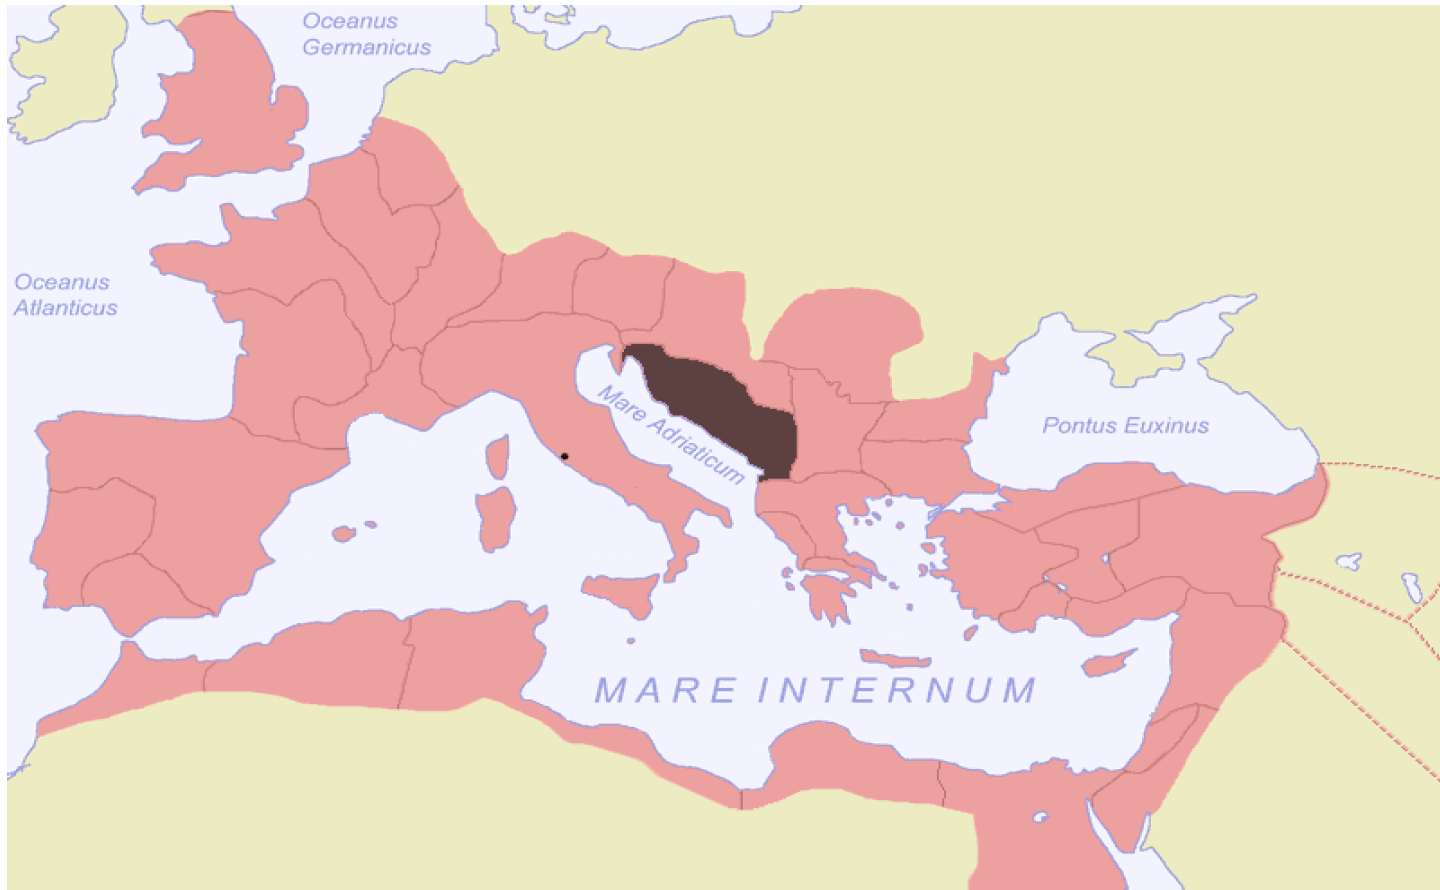 Oceanus
Germanicus
Oceanus
Atlanticus
Mare Adriaticum
Pontus Euxinus
MARE INTERNUM